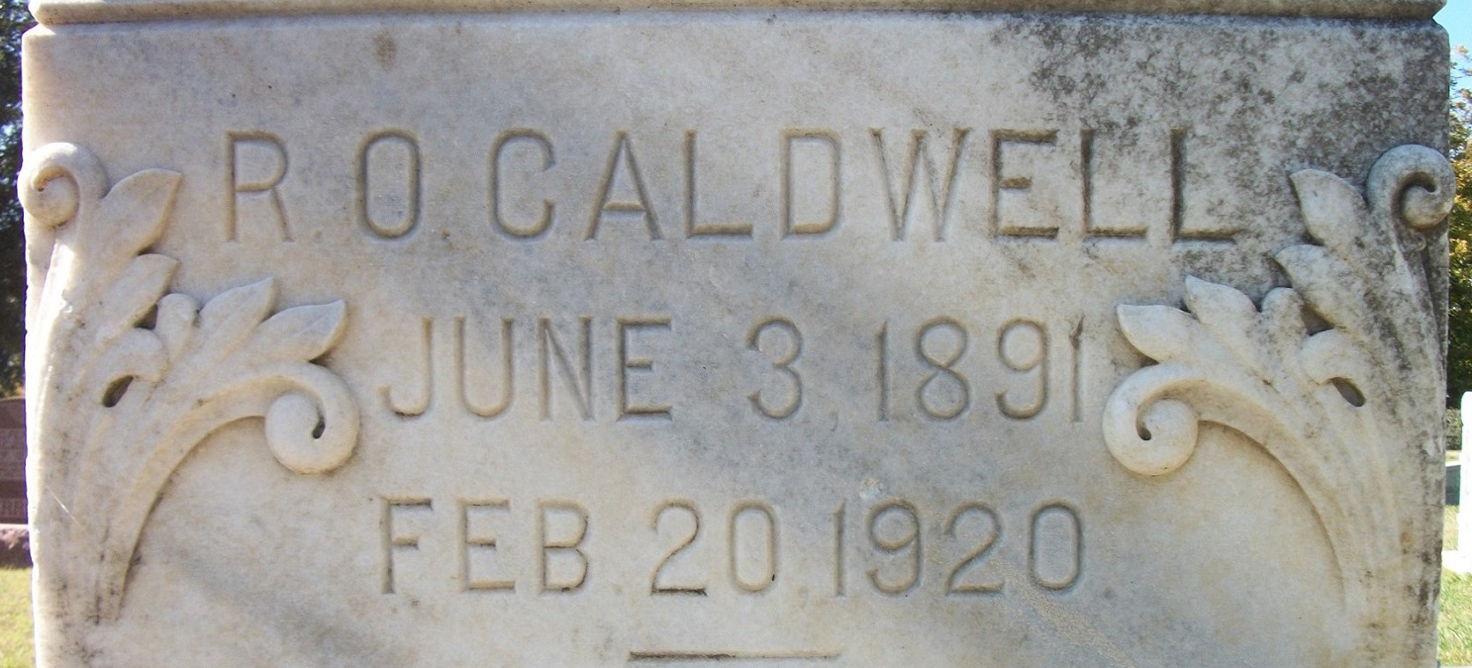 R. O. CALDWELL
JUNE 3, 1891
FEB. 20, 1920